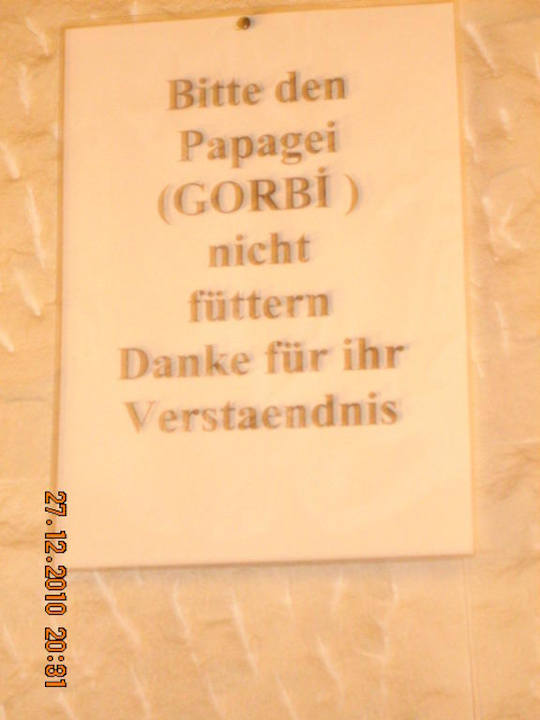 Bitte den
Papagei
(GORBİ )
nicht
füttern
Danke für ihr
Verstaendnis
27.12.2010 20:31